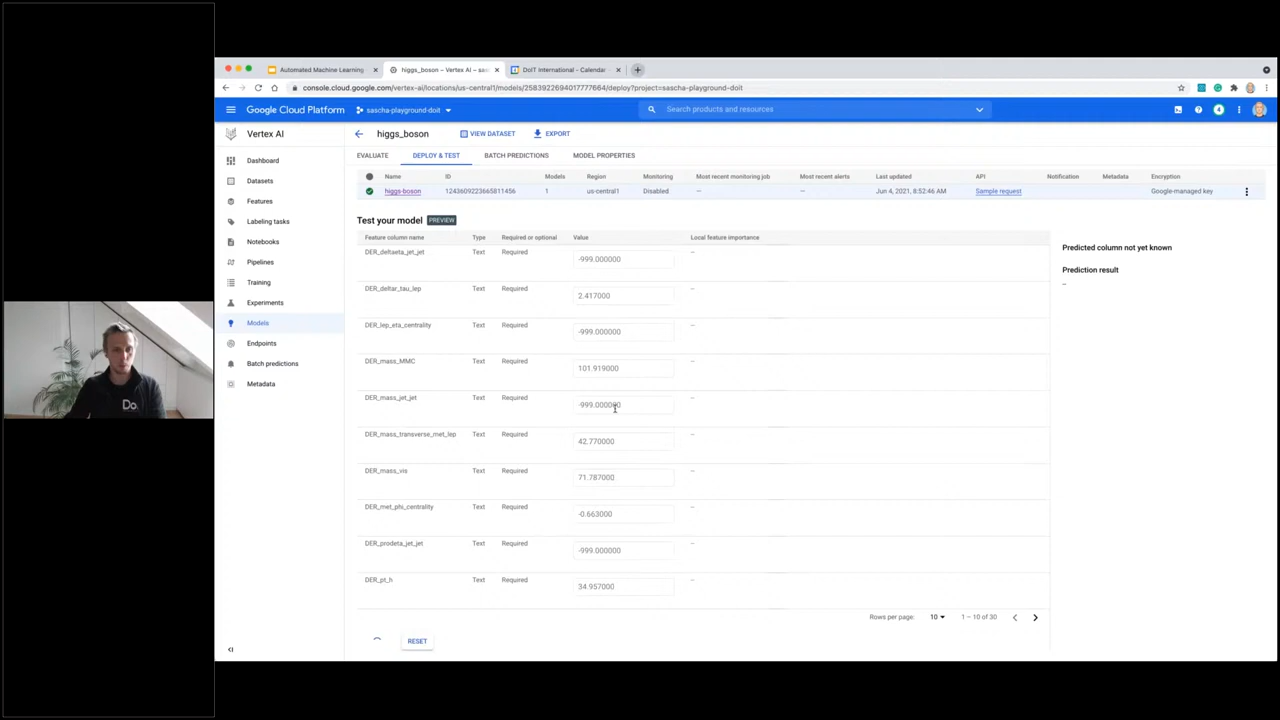 Automated Machine Learning
higgs_boson – Vertex AI – sas
DoIT International - Calendar
console.cloud.google.com/vertex-ai/locations/us-central1/models/2583922694017777664/deploy?project=sascha-playground-doit
Google Cloud Platform
sascha-playground-doit
Search products and resources
4
Vertex AI
higgs_boson
VIEW DATASET
EXPORT
Dashboard
Datasets
Features
Labeling tasks
Notebooks
Pipelines
Training
Experiments
Models
Endpoints
Batch predictions
Metadata
EVALUATE
DEPLOY & TEST
BATCH PREDICTIONS
MODEL PROPERTIES
Name ID Models Region Monitoring Most recent monitoring job Most recent alerts Last updated API Notification Metadata Encryption
higgs-boson 1243609223665811456 1 us-central1 Disabled – – Jun 4, 2021, 8:52:46 AM Sample request Google-managed key
Test your model PREVIEW
Feature column name Type Required or optional Value Local feature importance
DER_deltaeta_jet_jet Text Required -999.000000 –
DER_deltar_tau_lep Text Required 2.417000 –
DER_lep_eta_centrality Text Required -999.000000 –
DER_mass_MMC Text Required 101.919000 –
DER_mass_jet_jet Text Required -999.000000 –
DER_mass_transverse_met_lep Text Required 42.770000 –
DER_mass_vis Text Required 71.787000 –
DER_met_phi_centrality Text Required -0.663000 –
DER_prodeta_jet_jet Text Required -999.000000 –
DER_pt_h Text Required 34.957000 –
Rows per page: 10 1 – 10 of 30
RESET
Predicted column not yet known
Prediction result
–
Do.